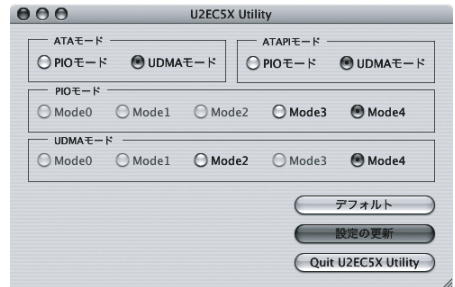 U2EC5X Utility
ATAモード ATAPIモード
PIOモード UDMAモード PIOモード UDMAモード
PIOモード
Mode0 Mode1 Mode2 Mode3 Mode4
UDMAモード
Mode0 Mode1 Mode2 Mode3 Mode4
デフォルト
設定の更新
Quit U2EC5X Utility